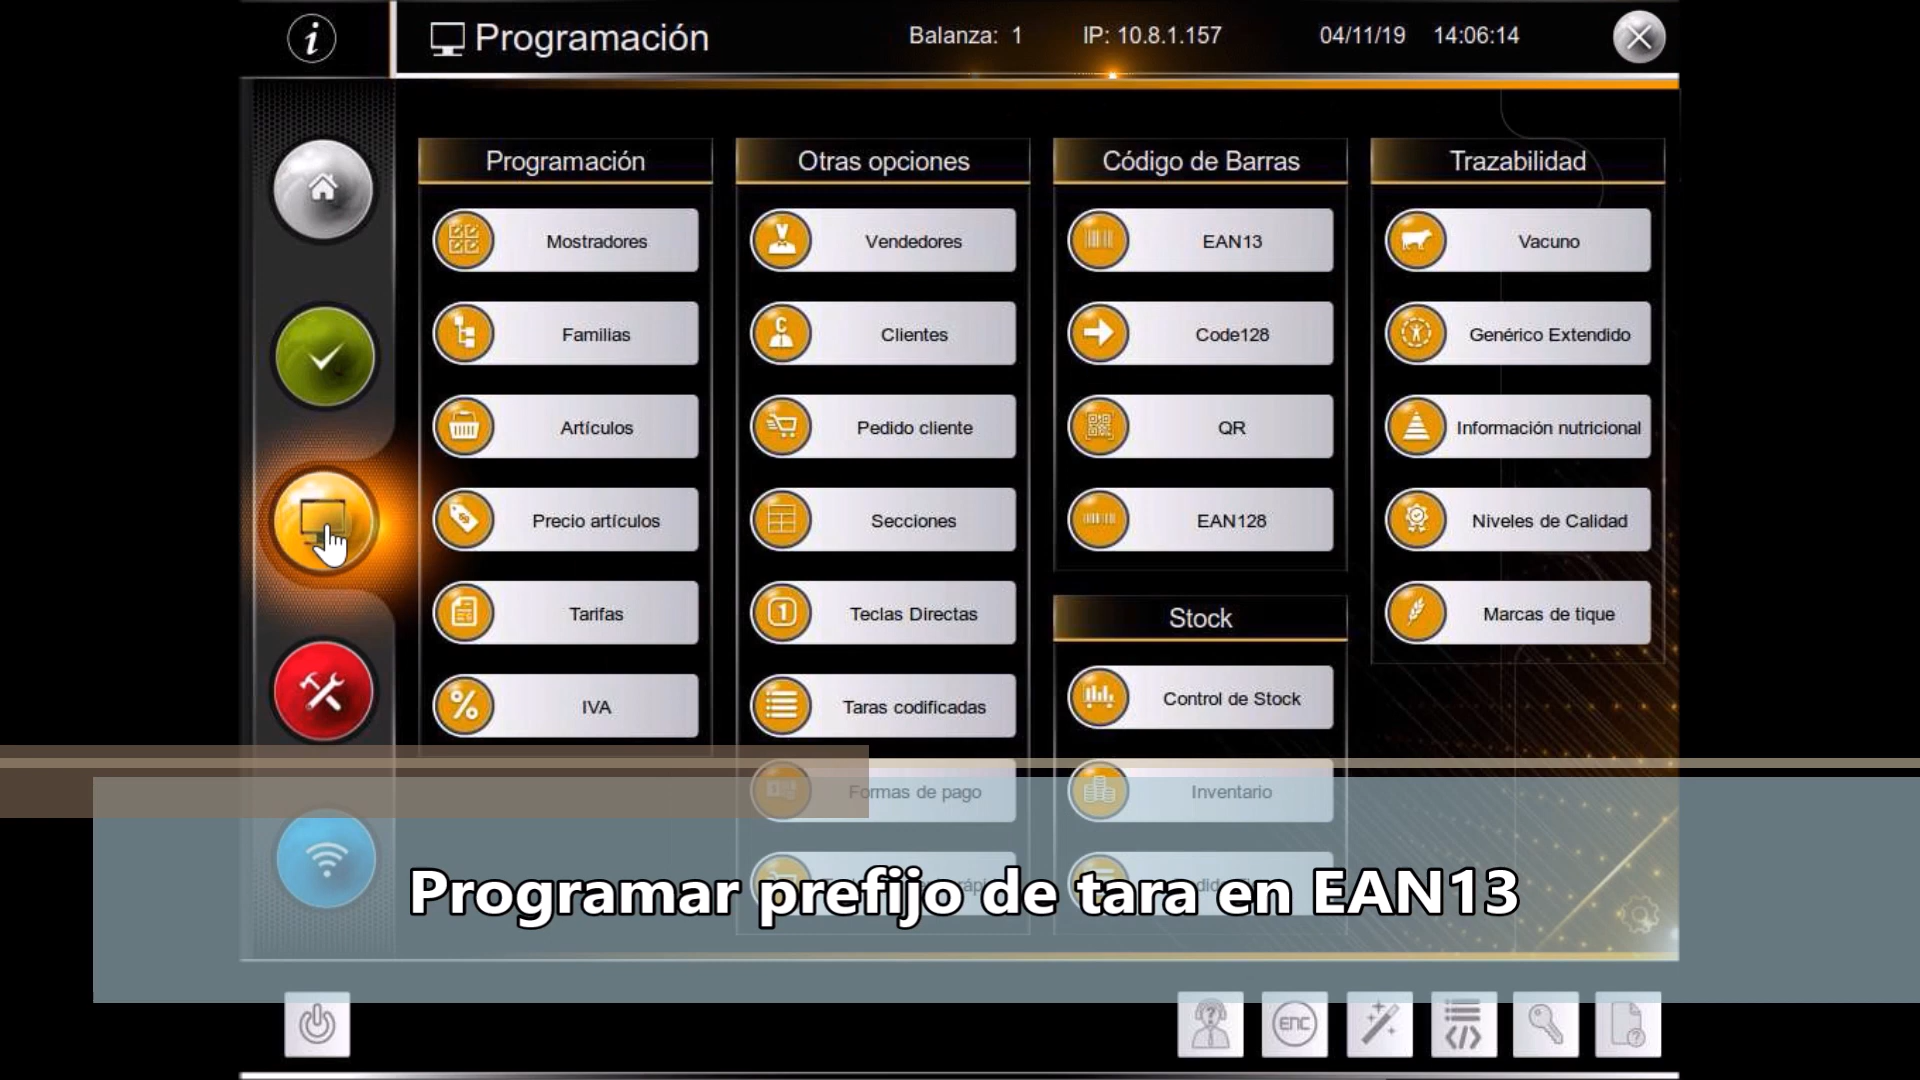 Programación
Balanza: 1
IP: 10.8.1.157
04/11/19 14:06:14
Programación
Mostradores
Familias
Artículos
Precio artículos
Tarifas
IVA
Otras opciones
Vendedores
Clientes
Pedido cliente
Secciones
Teclas Directas
Taras codificadas
Formas de pago
Código de Barras
EAN13
Code128
QR
EAN128
Stock
Control de Stock
Inventario
Trazabilidad
Vacuno
Genérico Extendido
Información nutricional
Niveles de Calidad
Marcas de tique
Programar prefijo de tara en EAN13
ENC